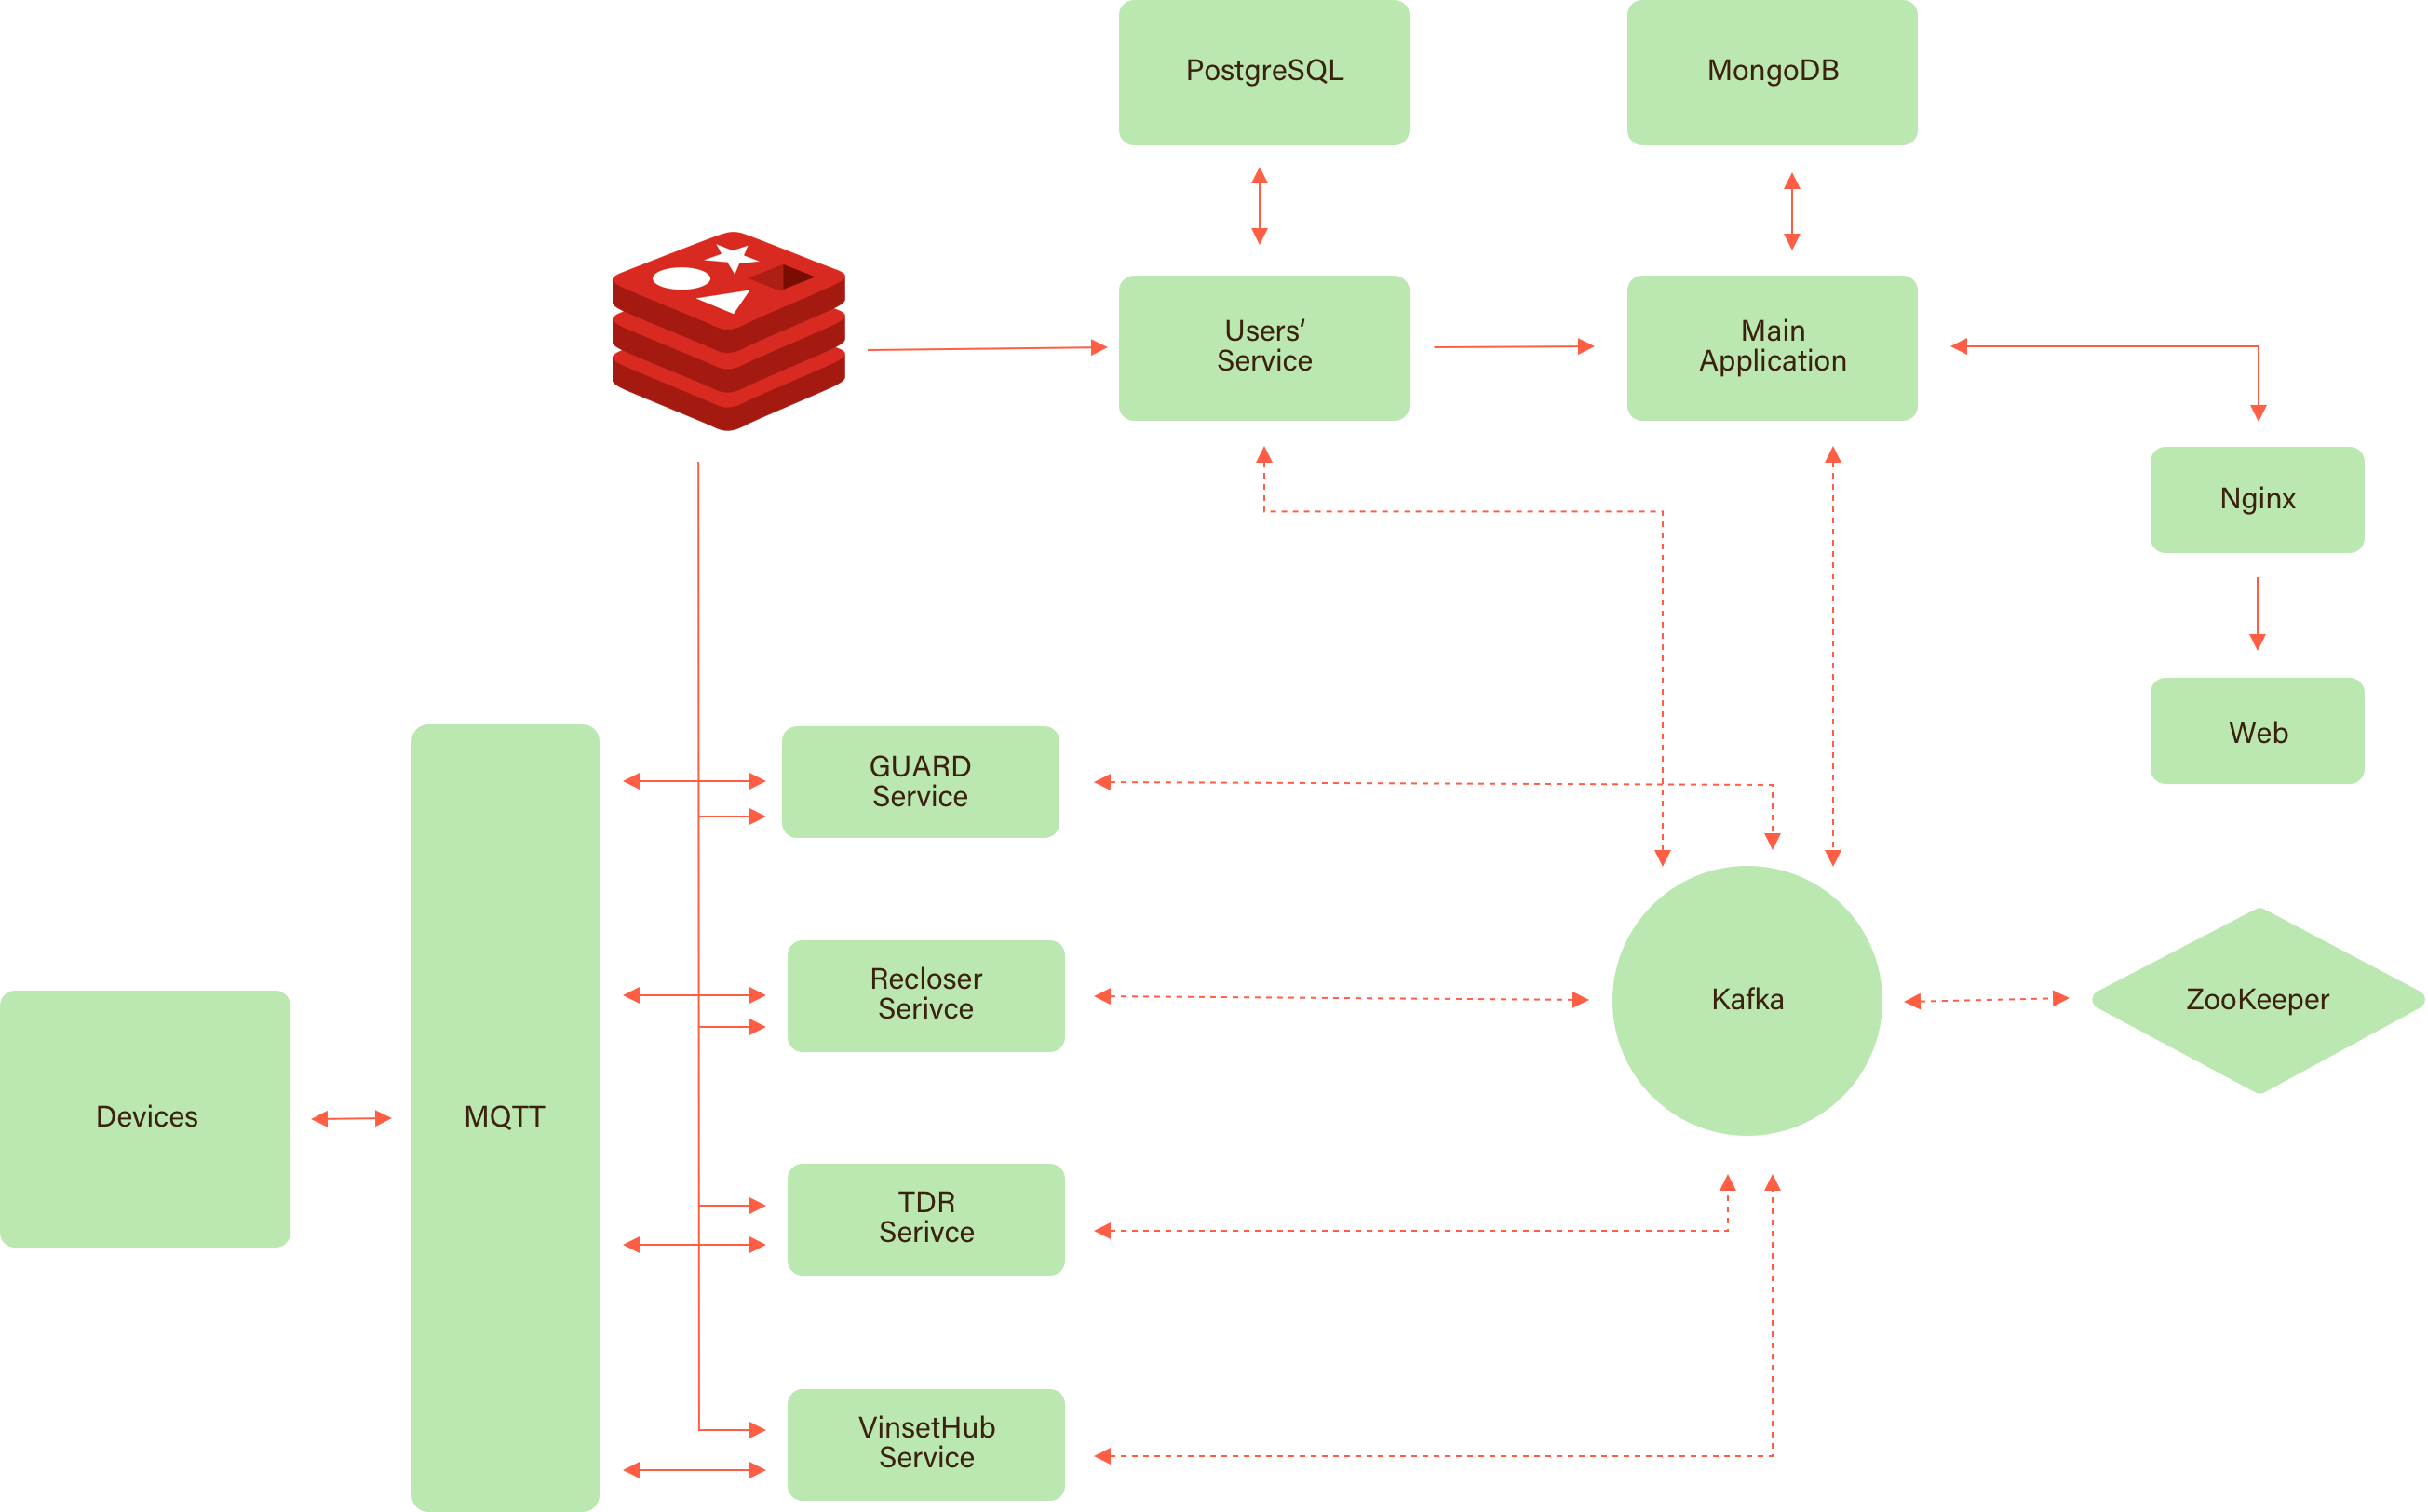 PostgreSQL
MongoDB
Users’
Service
Main
Application
Nginx
Web
GUARD
Service
Recloser
Serivce
Kafka
ZooKeeper
Devices
MQTT
TDR
Serivce
VinsetHub
Service